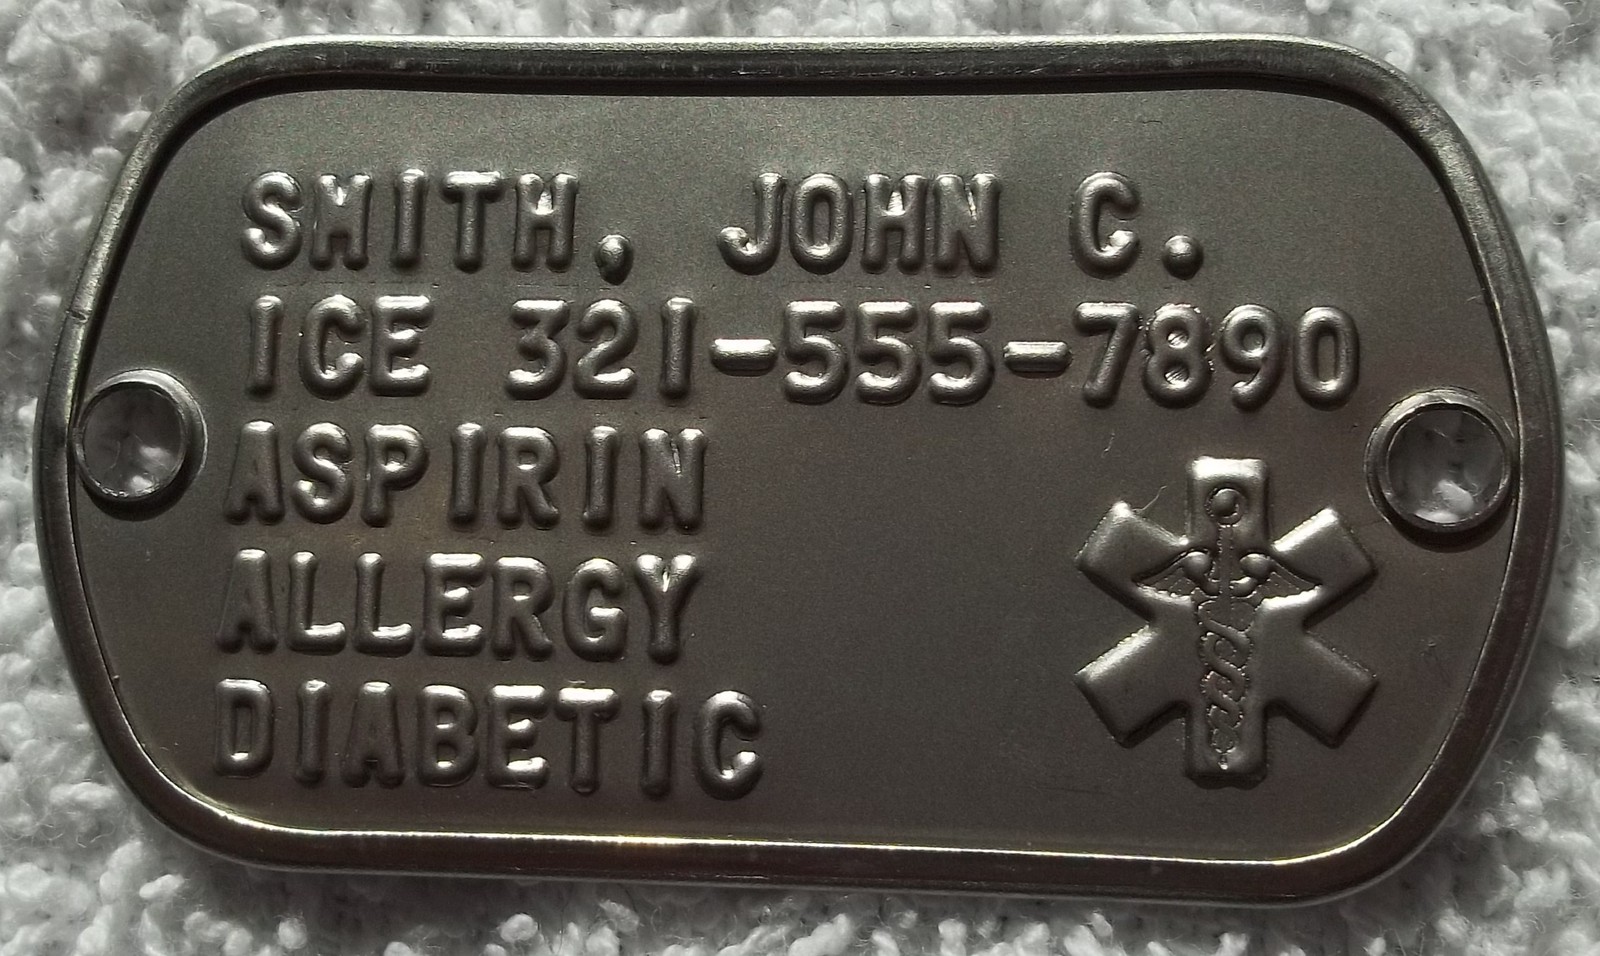 SMITH, JOHN C.
ICE 321-555-7890
ASPIRIN
ALLERGY
DIABETIC